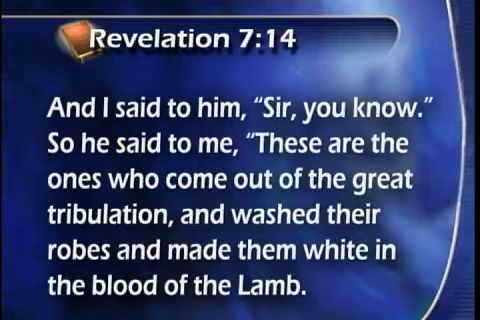 Revelation 7:14
And I said to him, “Sir, you know.”
So he said to me, “These are the
ones who come out of the great
tribulation, and washed their
robes and made them white in
the blood of the Lamb.